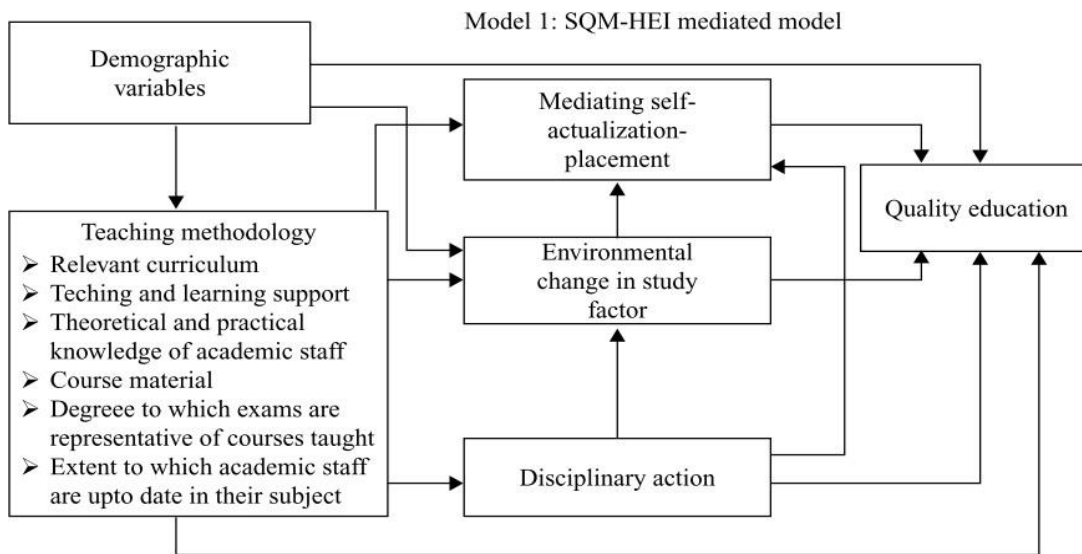 Model 1: SQM-HEI mediated model
Demographic
variables
Mediating self-
actualization-
placement
Quality education
Teaching methodology
➢ Relevant curriculum
➢ Teching and learning support
➢ Theoretical and practical
knowledge of academic staff
➢ Course material
➢ Degreee to which exams are
representative of courses taught
➢ Extent to which academic staff
are upto date in their subject
Environmental
change in study
factor
Disciplinary action